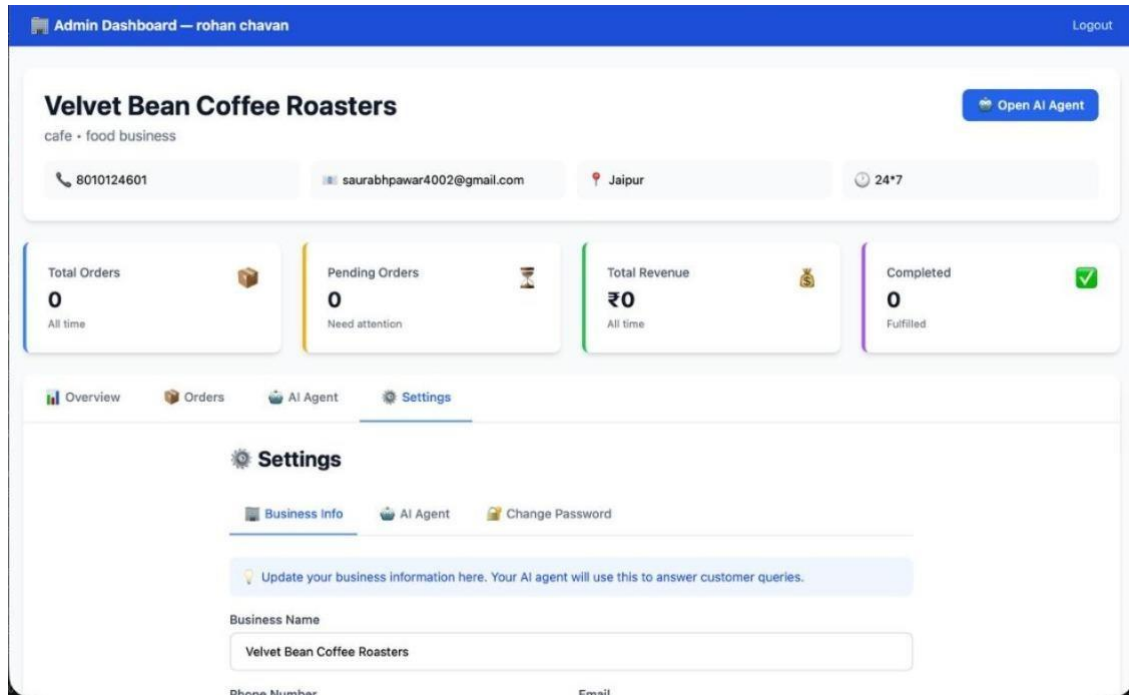 Admin Dashboard — rohan chavan
Logout
Velvet Bean Coffee Roasters
Open AI Agent
cafe • food business
8010124601
saurabhpawar4002@gmail.com
Jaipur
24*7
Total Orders
0
All time
Pending Orders
0
Need attention
Total Revenue
₹0
All time
Completed
0
Fulfilled
Overview
Orders
AI Agent
Settings
Settings
Business Info
AI Agent
Change Password
Update your business information here. Your AI agent will use this to answer customer queries.
Business Name
Velvet Bean Coffee Roasters
Phone Number
Email